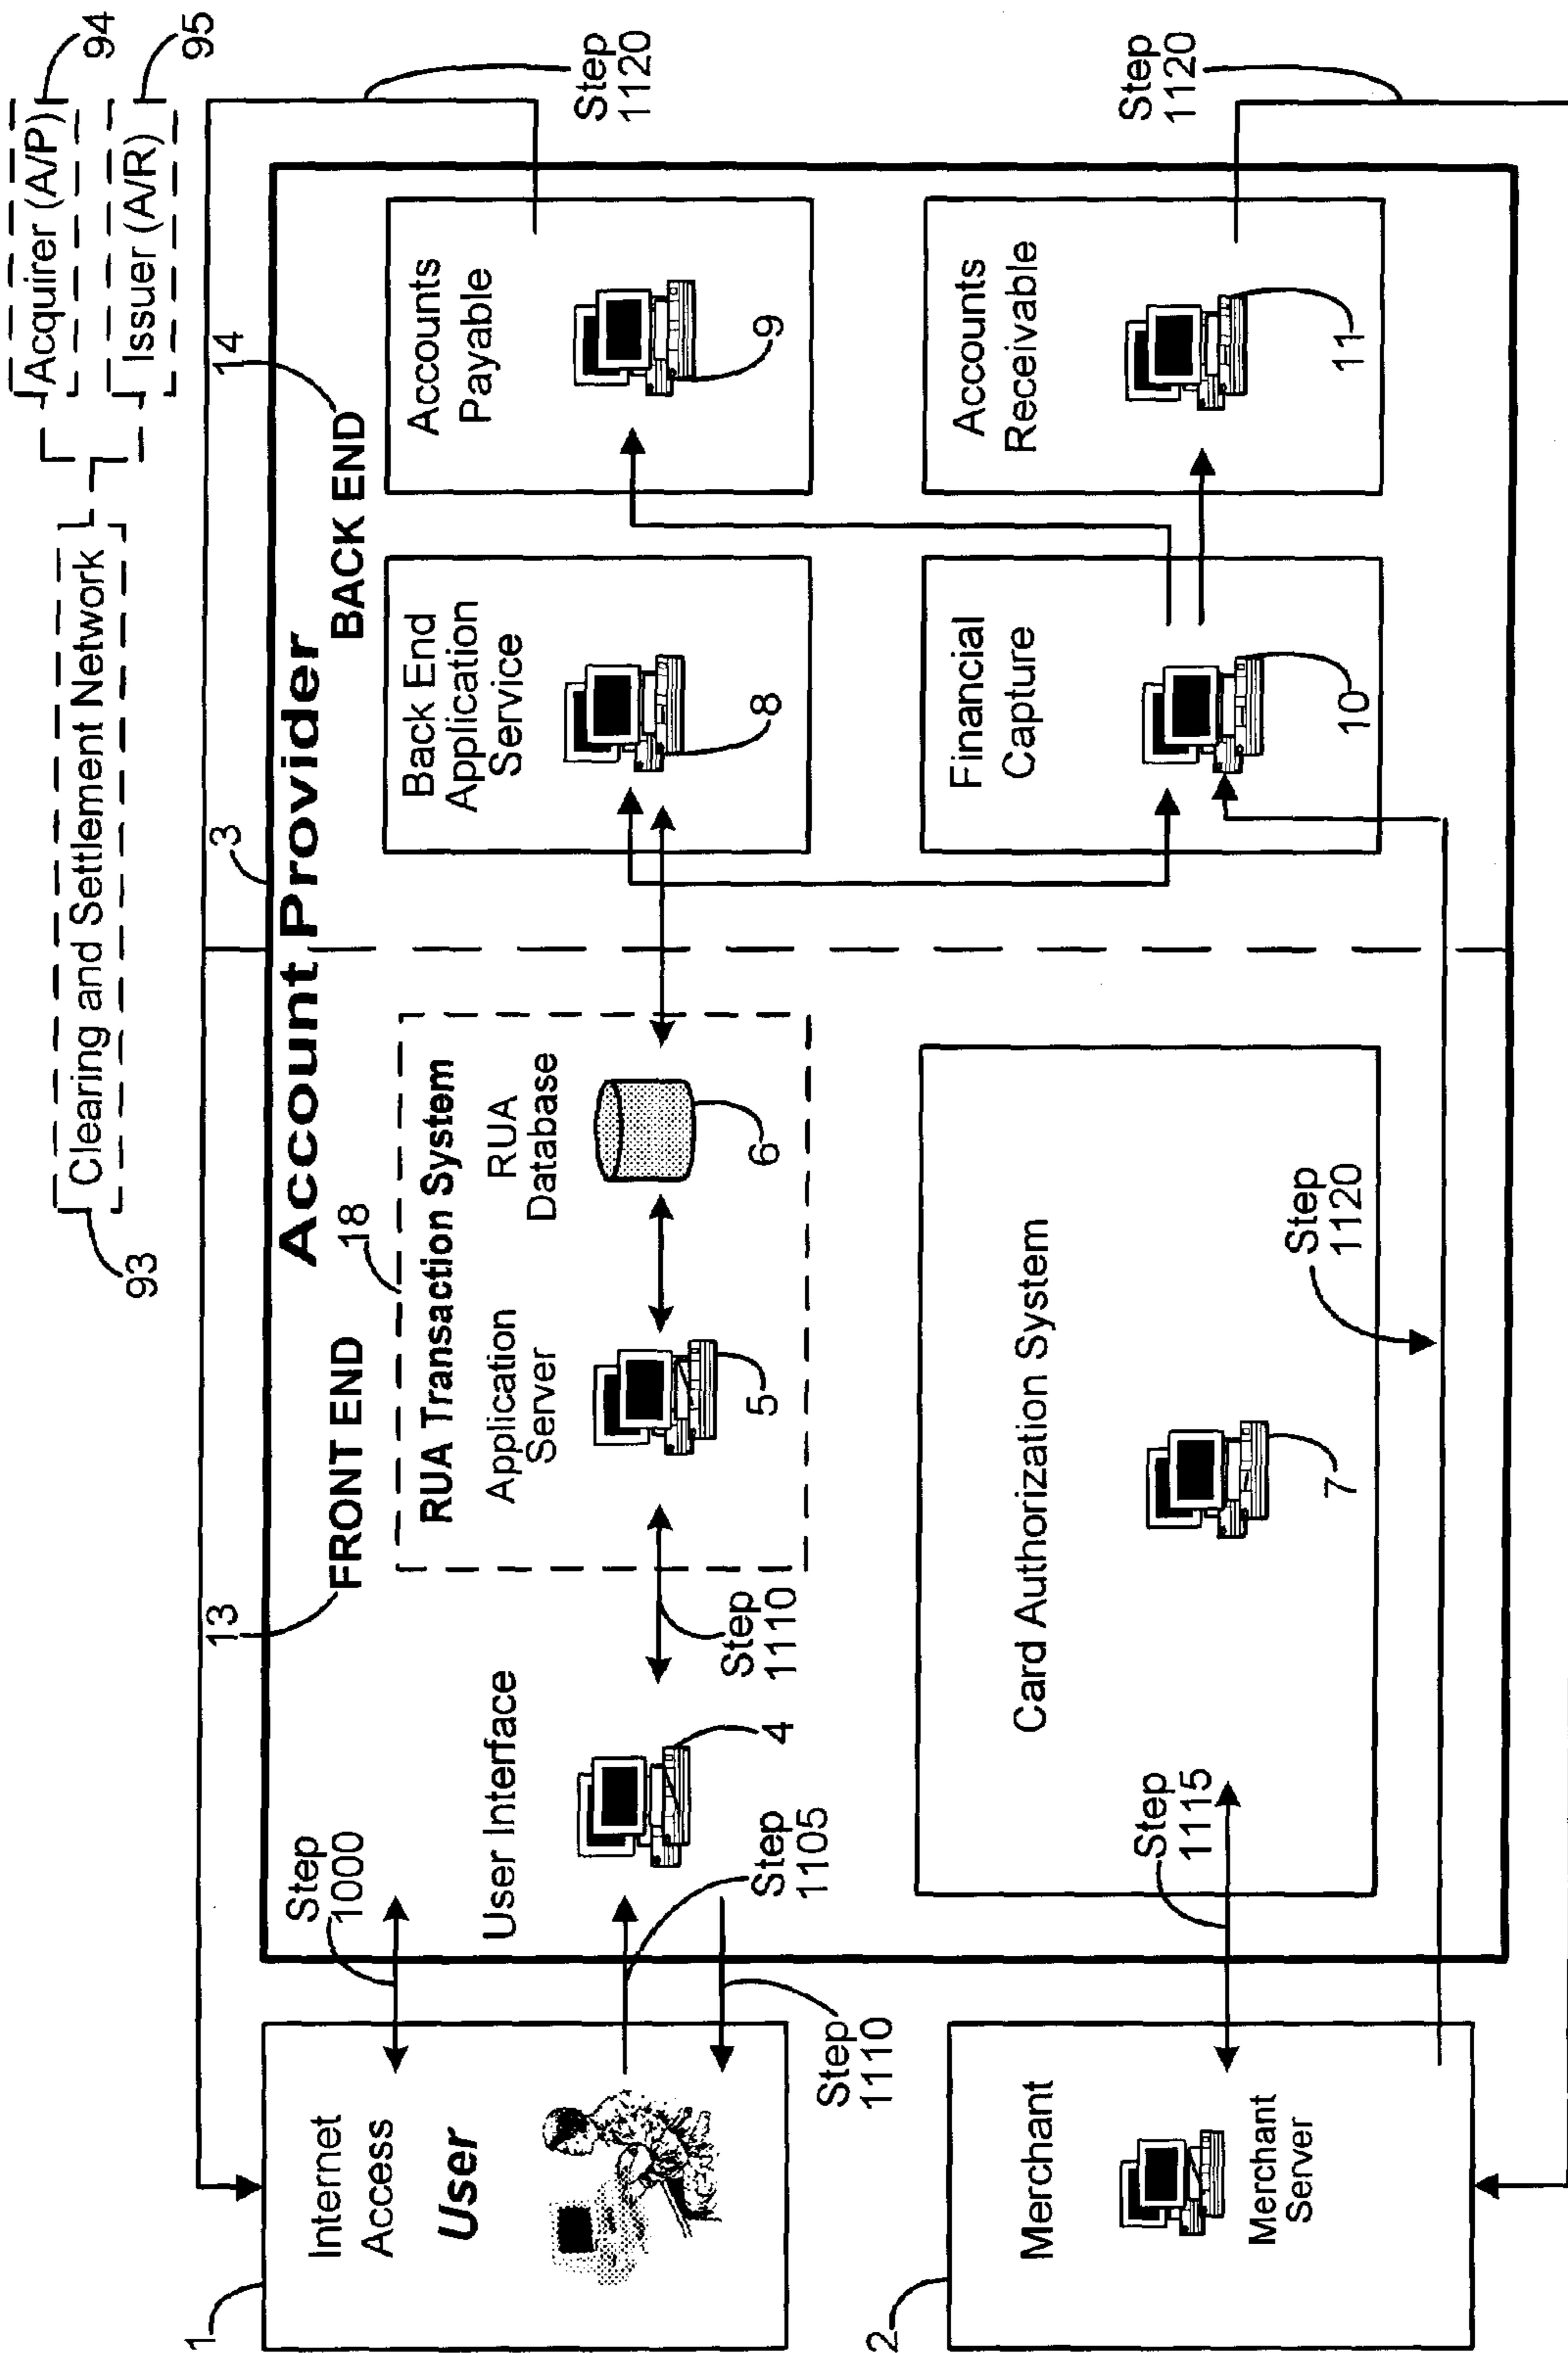 Clearing and Settlement Network
93
Acquirer (A/P)
94
Issuer (A/R)
95
Account Provider
3
13
FRONT END
BACK END
14
1
Internet
Access
User
Step
1000
User Interface
4
Step
1105
Step
1110
Step
1110
18
RUA Transaction System
Application
Server
5
RUA
Database
6
Back End
Application
Service
8
Accounts
Payable
9
Step
1120
2
Merchant
Merchant
Server
Step
1115
Card Authorization System
7
Step
1120
Financial
Capture
10
Accounts
Receivable
11
Step
1120